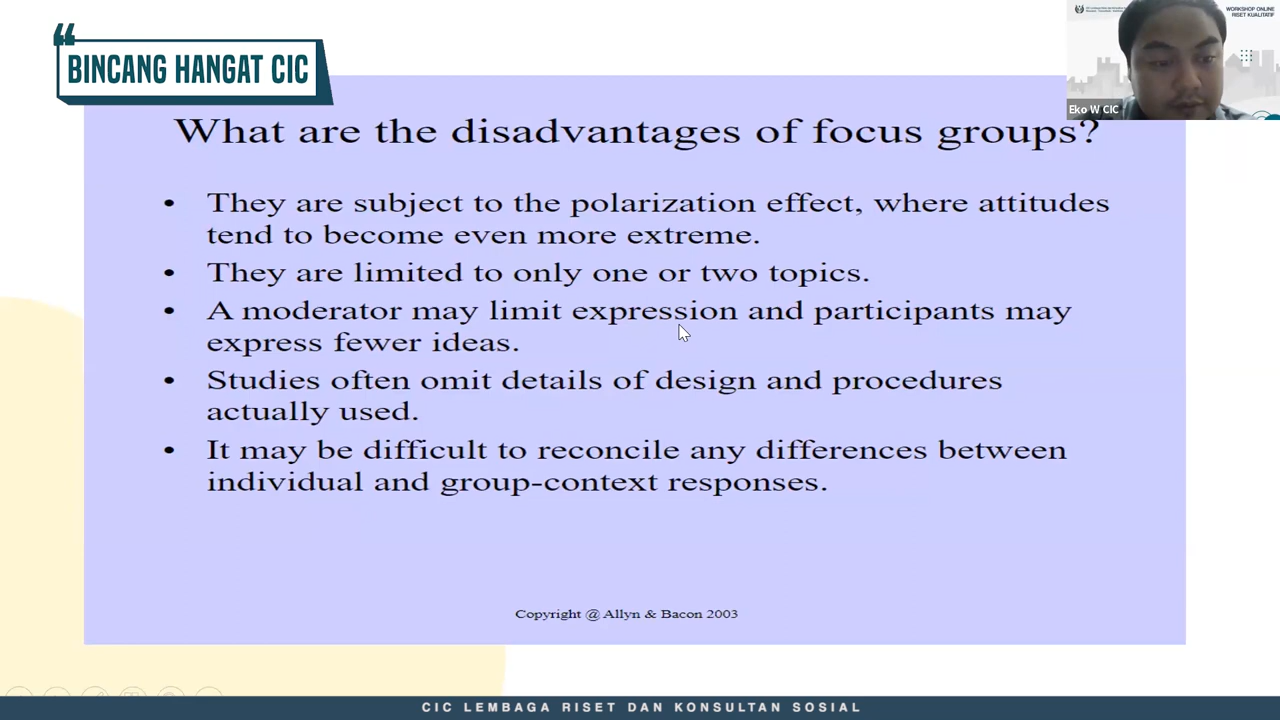 BINCANG HANGAT CIC
WORKSHOP ONLINE
RISET KUALITATIF
Eko W CIC
What are the disadvantages of focus groups?
• They are subject to the polarization effect, where attitudes
tend to become even more extreme.
• They are limited to only one or two topics.
• A moderator may limit expression and participants may
express fewer ideas.
• Studies often omit details of design and procedures
actually used.
• It may be difficult to reconcile any differences between
individual and group-context responses.
Copyright @ Allyn & Bacon 2003
CIC LEMBAGA RISET DAN KONSULTAN SOSIAL